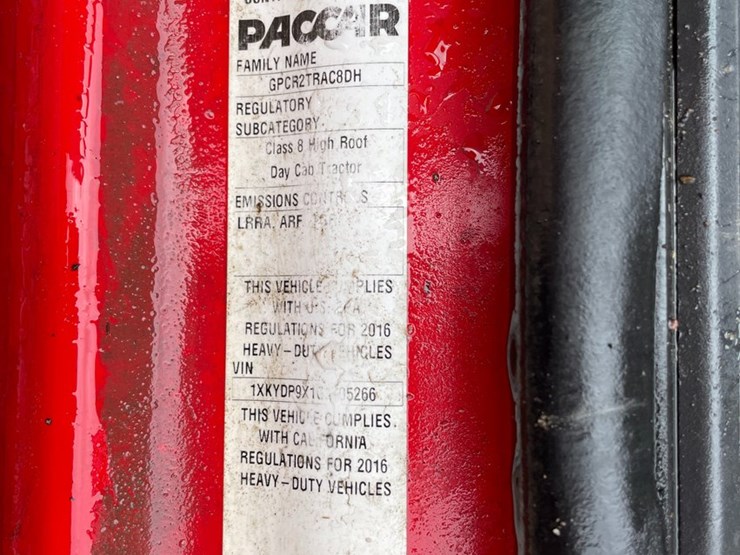 PACCAR
FAMILY NAME
GPCR2TRAC8DH
REGULATORY
SUBCATEGORY
Class 8 High Roof
Day Cab Tractor
EMISSIONS
LRRA, ARF
THIS VEHICLE
WITH
REGULATIONS FOR 2016
HEAVY-DUTY VEHICLES
VIN
THIS VEHICLE COMPLIES
WITH CALIFORNIA
REGULATIONS FOR 2016
HEAVY-DUTY VEHICLES